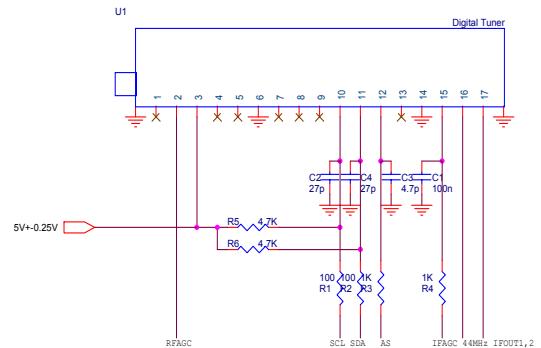 U1
Digital Tuner
1 2 3 4 5 6 7 8 9 10 11 12 13 14 15 16 17
C2 C4 C3 C1
27p 27p 4.7p 100n
5V+-0.25V
R5 4.7K
R6 4.7K
100 100 1K 1K
R1 R2 R3 R4
RFAGC SCL SDA AS IFAGC 44MHz IFOUT1,2